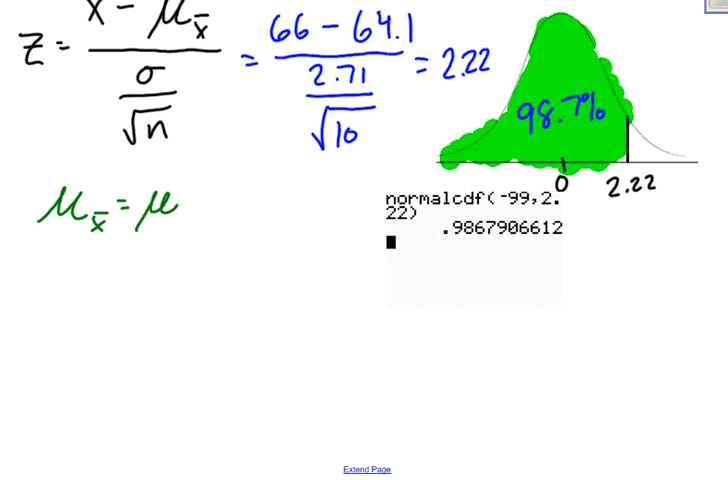 z = x̄ - μx̄ / σ/√n = 66 - 64.1 / 2.71/√10 = 2.22
98.7%
0 2.22
μx̄ = μ
normalcdf(-99,2.
22)
.9867906612
Extend Page